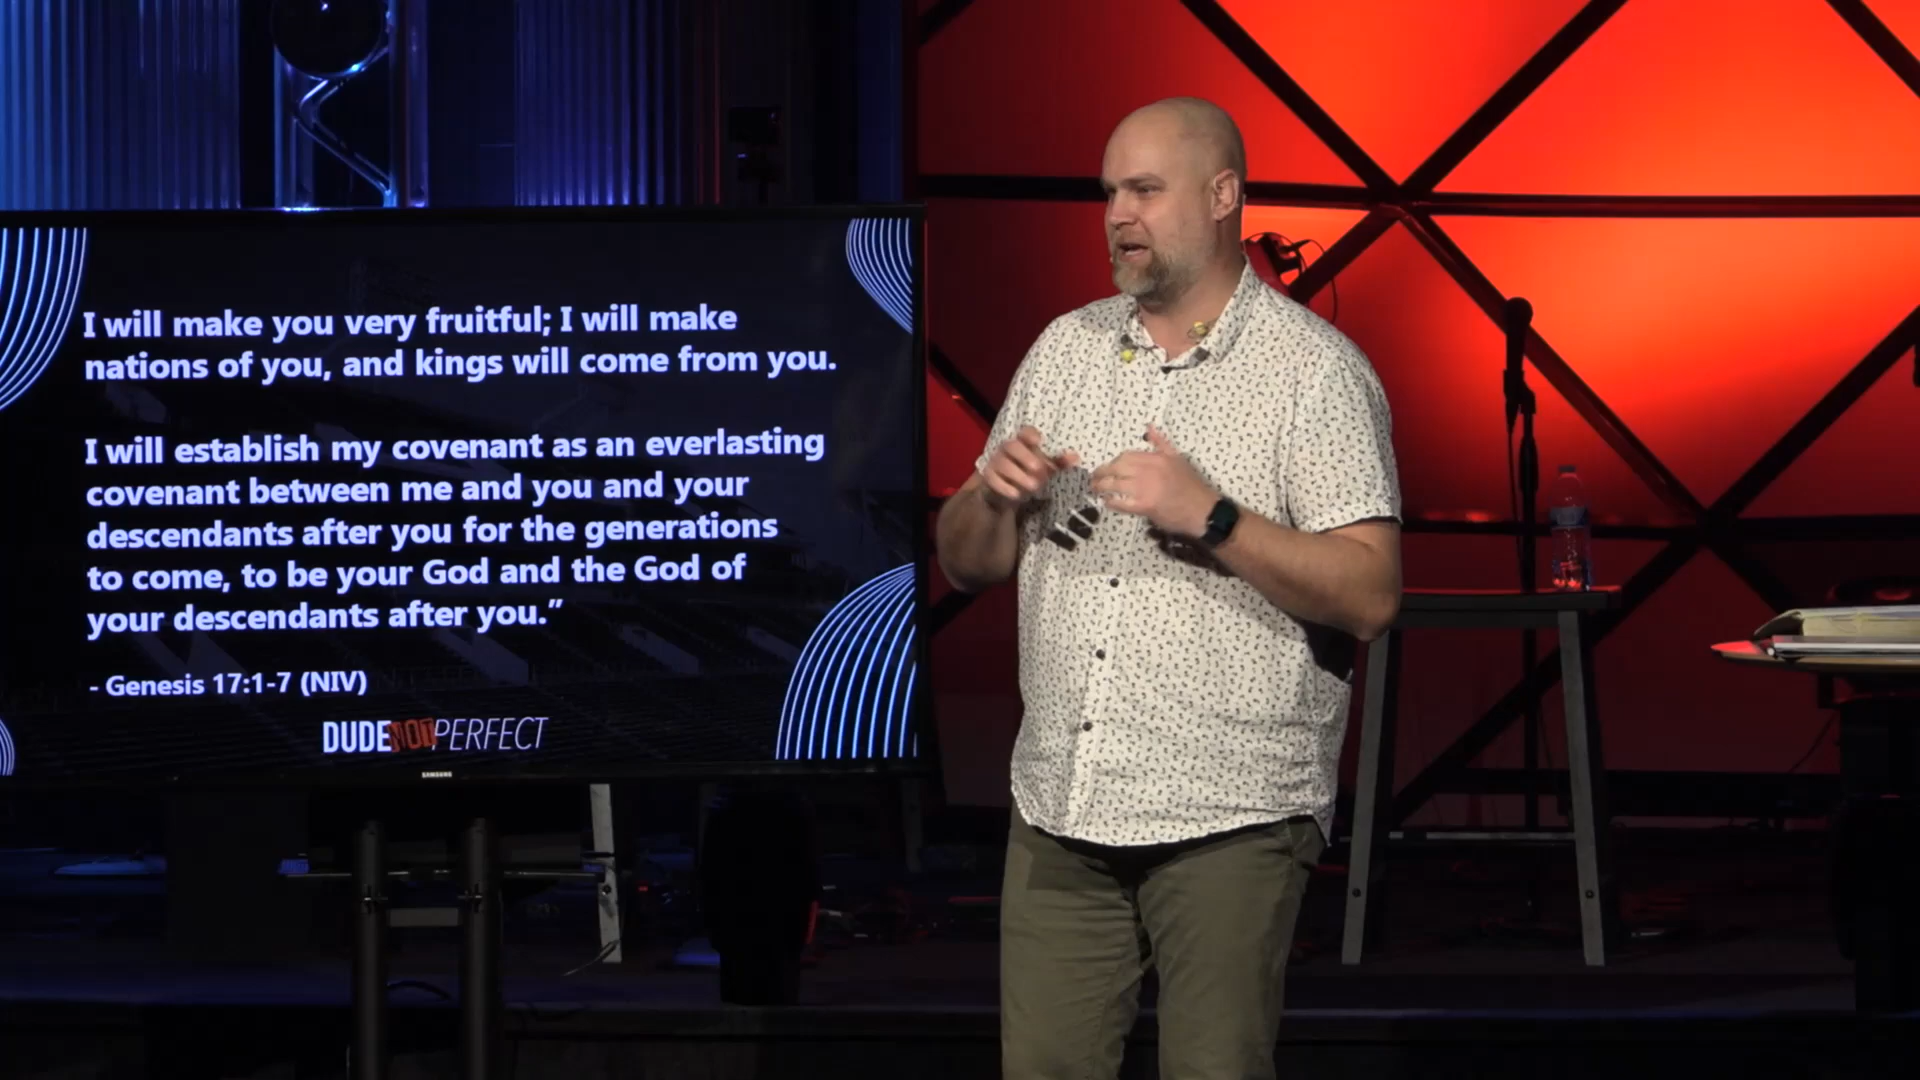 I will make you very fruitful; I will make
nations of you, and kings will come from you.
I will establish my covenant as an everlasting
covenant between me and you and your
descendants after you for the generations
to come, to be your God and the God of
your descendants after you.”
- Genesis 17:1-7 (NIV)
DUDE NOT PERFECT
SAMSUNG